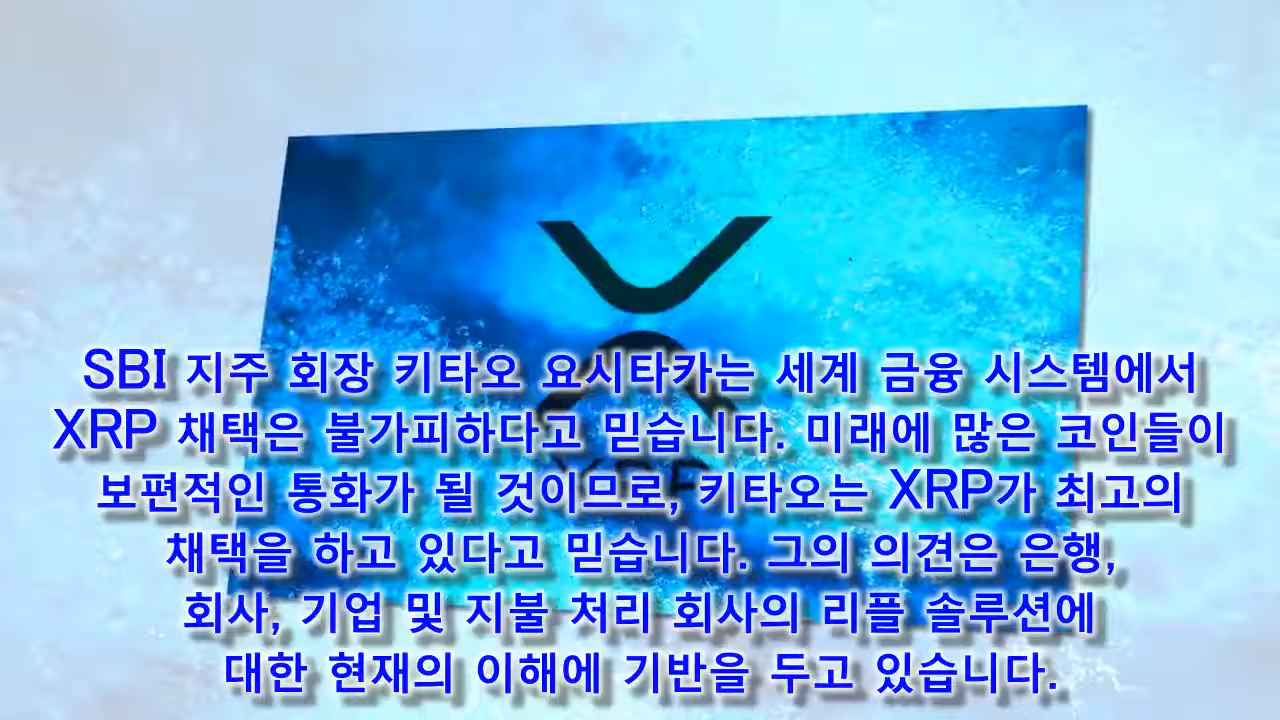 SBI 지주 회장 키타오 요시타카는 세계 금융 시스템에서
XRP 채택은 불가피하다고 믿습니다. 미래에 많은 코인들이
보편적인 통화가 될 것이므로, 키타오는 XRP가 최고의
채택을 하고 있다고 믿습니다. 그의 의견은 은행,
회사, 기업 및 지불 처리 회사의 리플 솔루션에
대한 현재의 이해에 기반을 두고 있습니다.